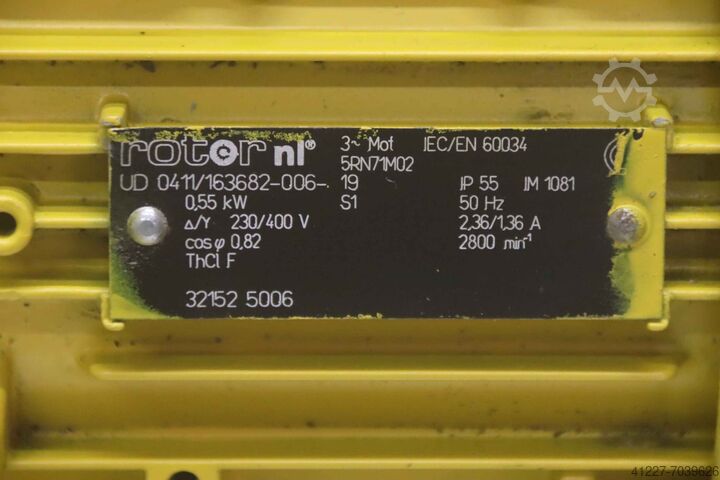 rotor nl® 3~ Mot IEC/EN 60034
5RN71M02
UD 0411/163682-006-19 IP 55 IM 1081
0,55 kW S1 50 Hz
Δ/Y 230/400 V 2,36/1,36 A
cos φ 0,82 2800 min⁻¹
ThCl F
32152 5006
41227-7039626